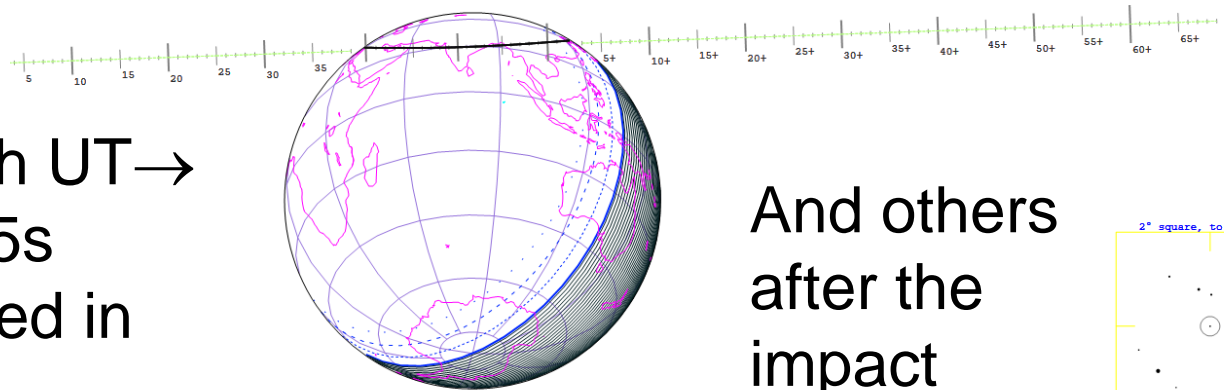 5 10 15 20 25 30 35 5+ 10+ 15+ 20+ 25+ 30+ 35+ 40+ 45+ 50+ 55+ 60+ 65+
h UT→
5s
ed in
And others
after the
impact
2° square, to